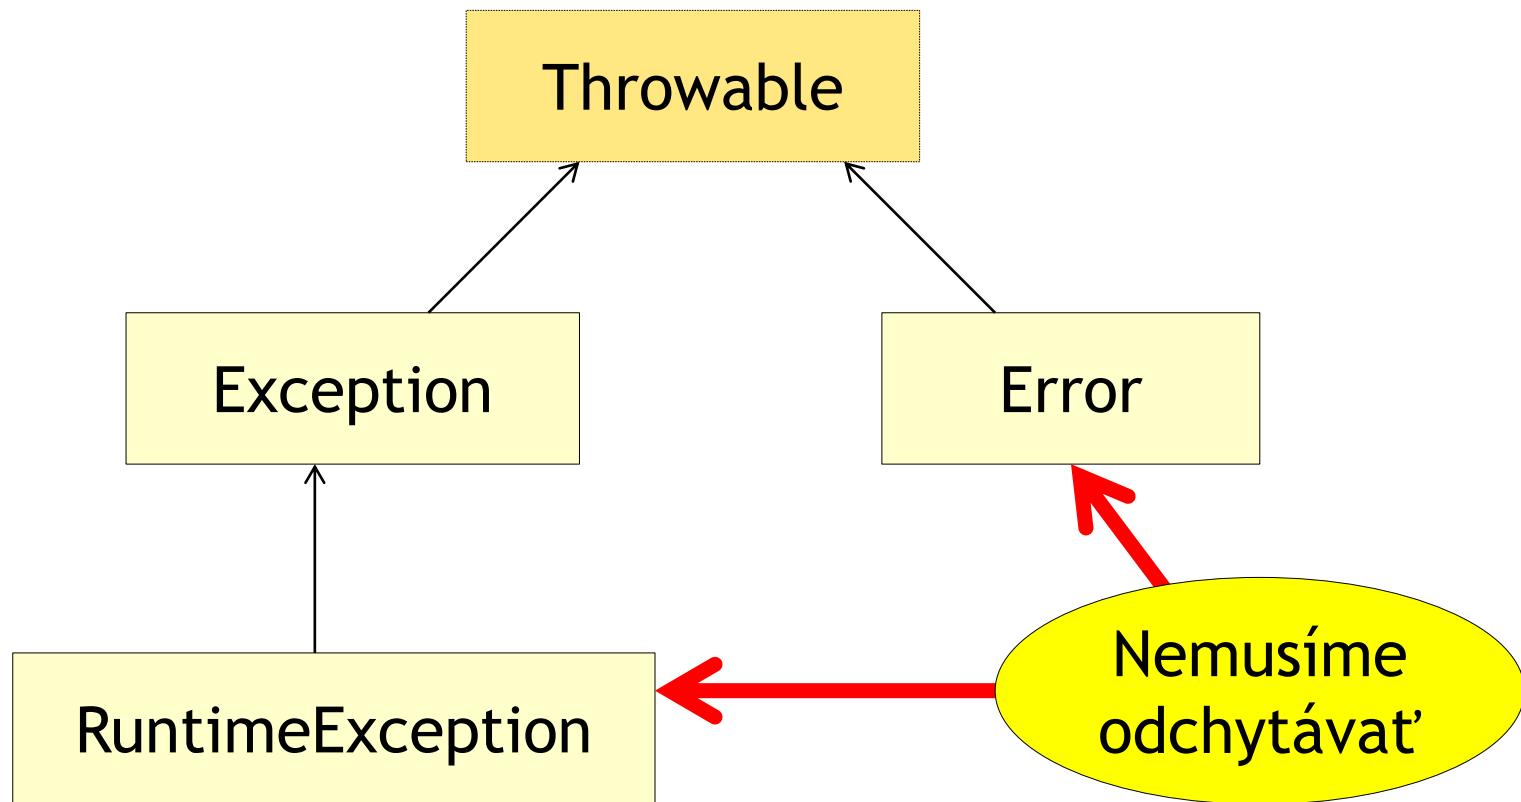 Throwable
Exception
Error
RuntimeException
Nemusíme
odchytávať